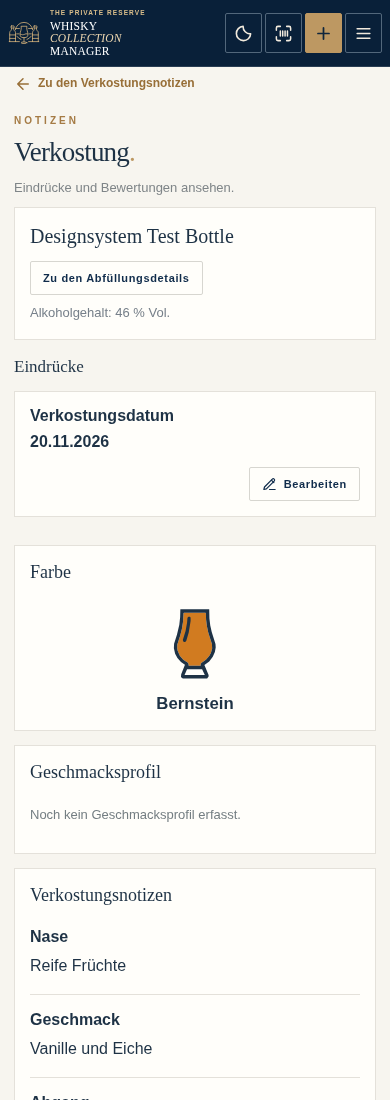 THE PRIVATE RESERVE
WHISKY
COLLECTION
MANAGER
Zu den Verkostungsnotizen
NOTIZEN
Verkostung.
Eindrücke und Bewertungen ansehen.
Designsystem Test Bottle
Zu den Abfüllungsdetails
Alkoholgehalt: 46 % Vol.
Eindrücke
Verkostungsdatum
20.11.2026
Bearbeiten
Farbe
Bernstein
Geschmacksprofil
Noch kein Geschmacksprofil erfasst.
Verkostungsnotizen
Nase
Reife Früchte
Geschmack
Vanille und Eiche
Abgang